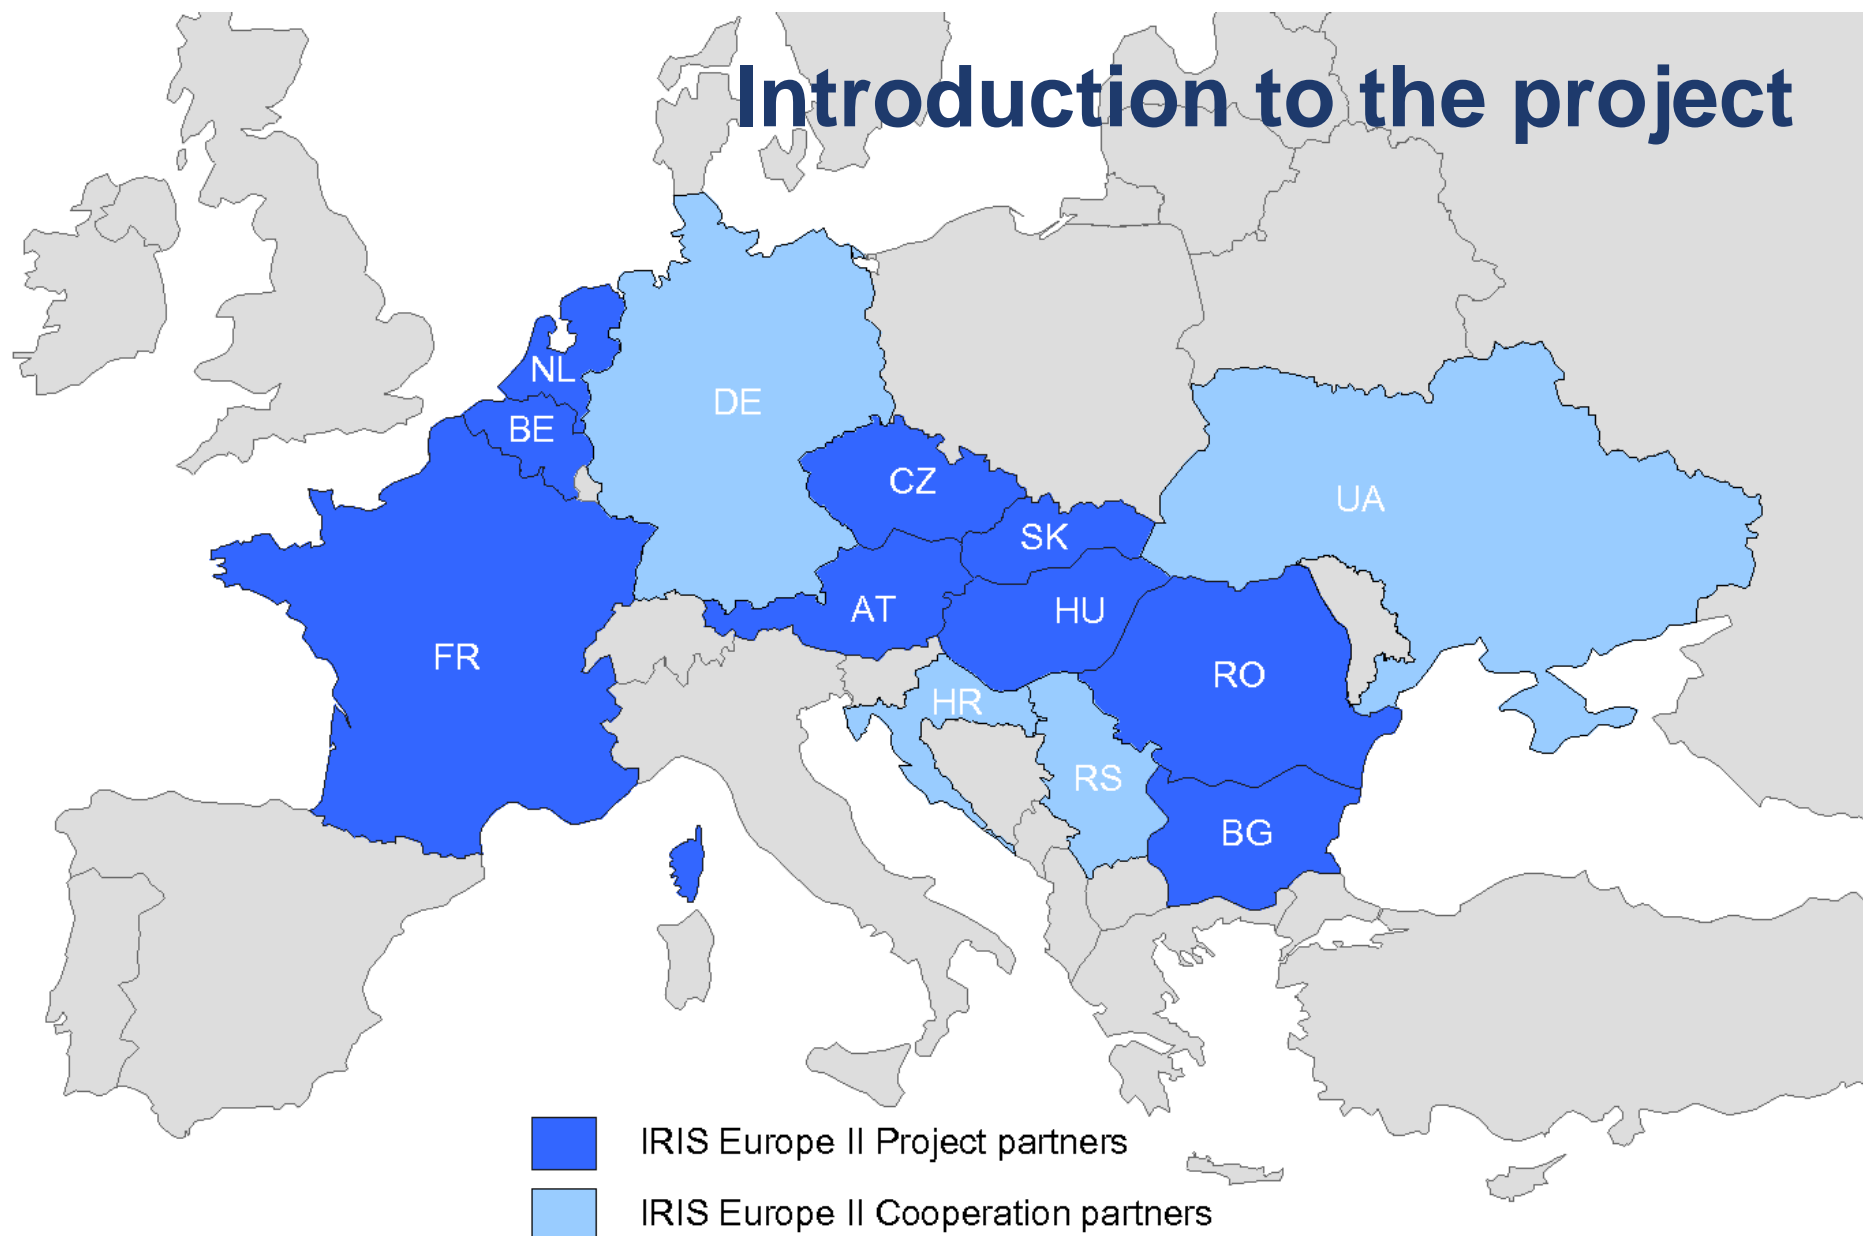 Introduction to the project
NL
DE
BE
CZ
UA
SK
AT
HU
FR
RO
HR
RS
BG
IRIS Europe II Project partners
IRIS Europe II Cooperation partners